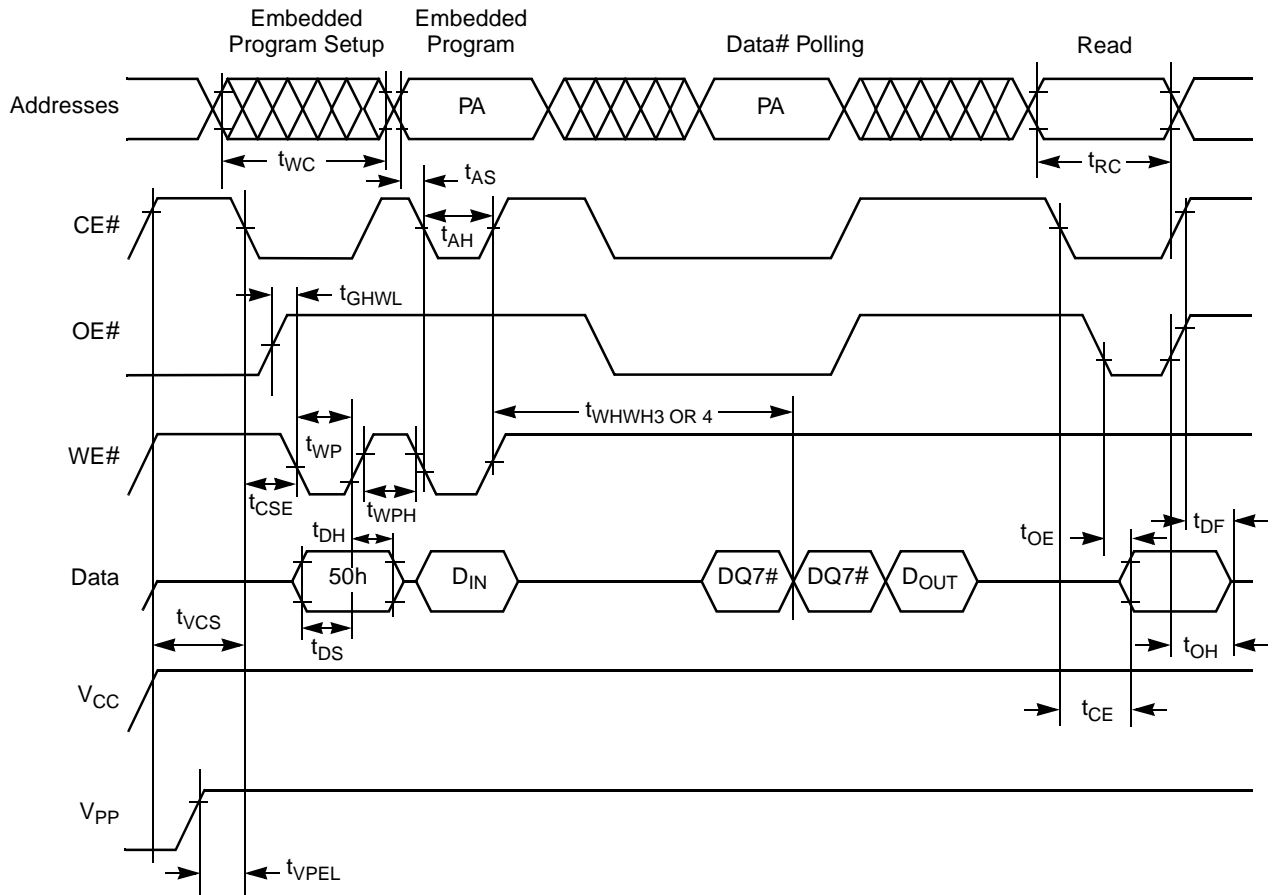 Embedded
Program Setup
Embedded
Program
Data# Polling
Read
Addresses
PA
PA
tWC
tAS
tRC
CE#
tAH
tGHWL
OE#
tWHWH3 OR 4
tWP
WE#
tCSE
tWPH
tDH
tOE
tDF
Data
50h
DIN
DQ7#
DQ7#
DOUT
tVCS
tDS
tOH
VCC
tCE
VPP
tVPEL